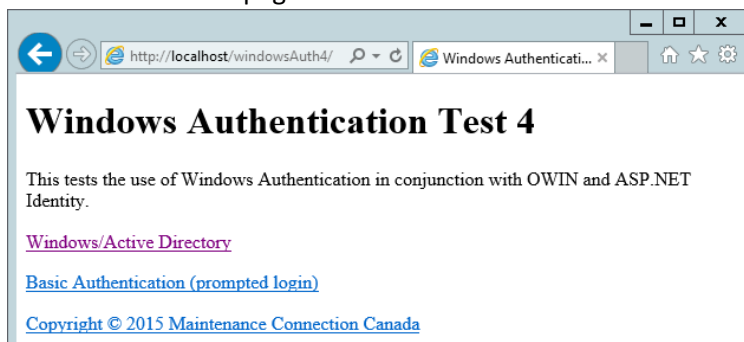 pag
http://localhost/windowsAuth4/
Windows Authenticati...
Windows Authentication Test 4
This tests the use of Windows Authentication in conjunction with OWIN and ASP.NET
Identity.
Windows/Active Directory
Basic Authentication (prompted login)
Copyright © 2015 Maintenance Connection Canada